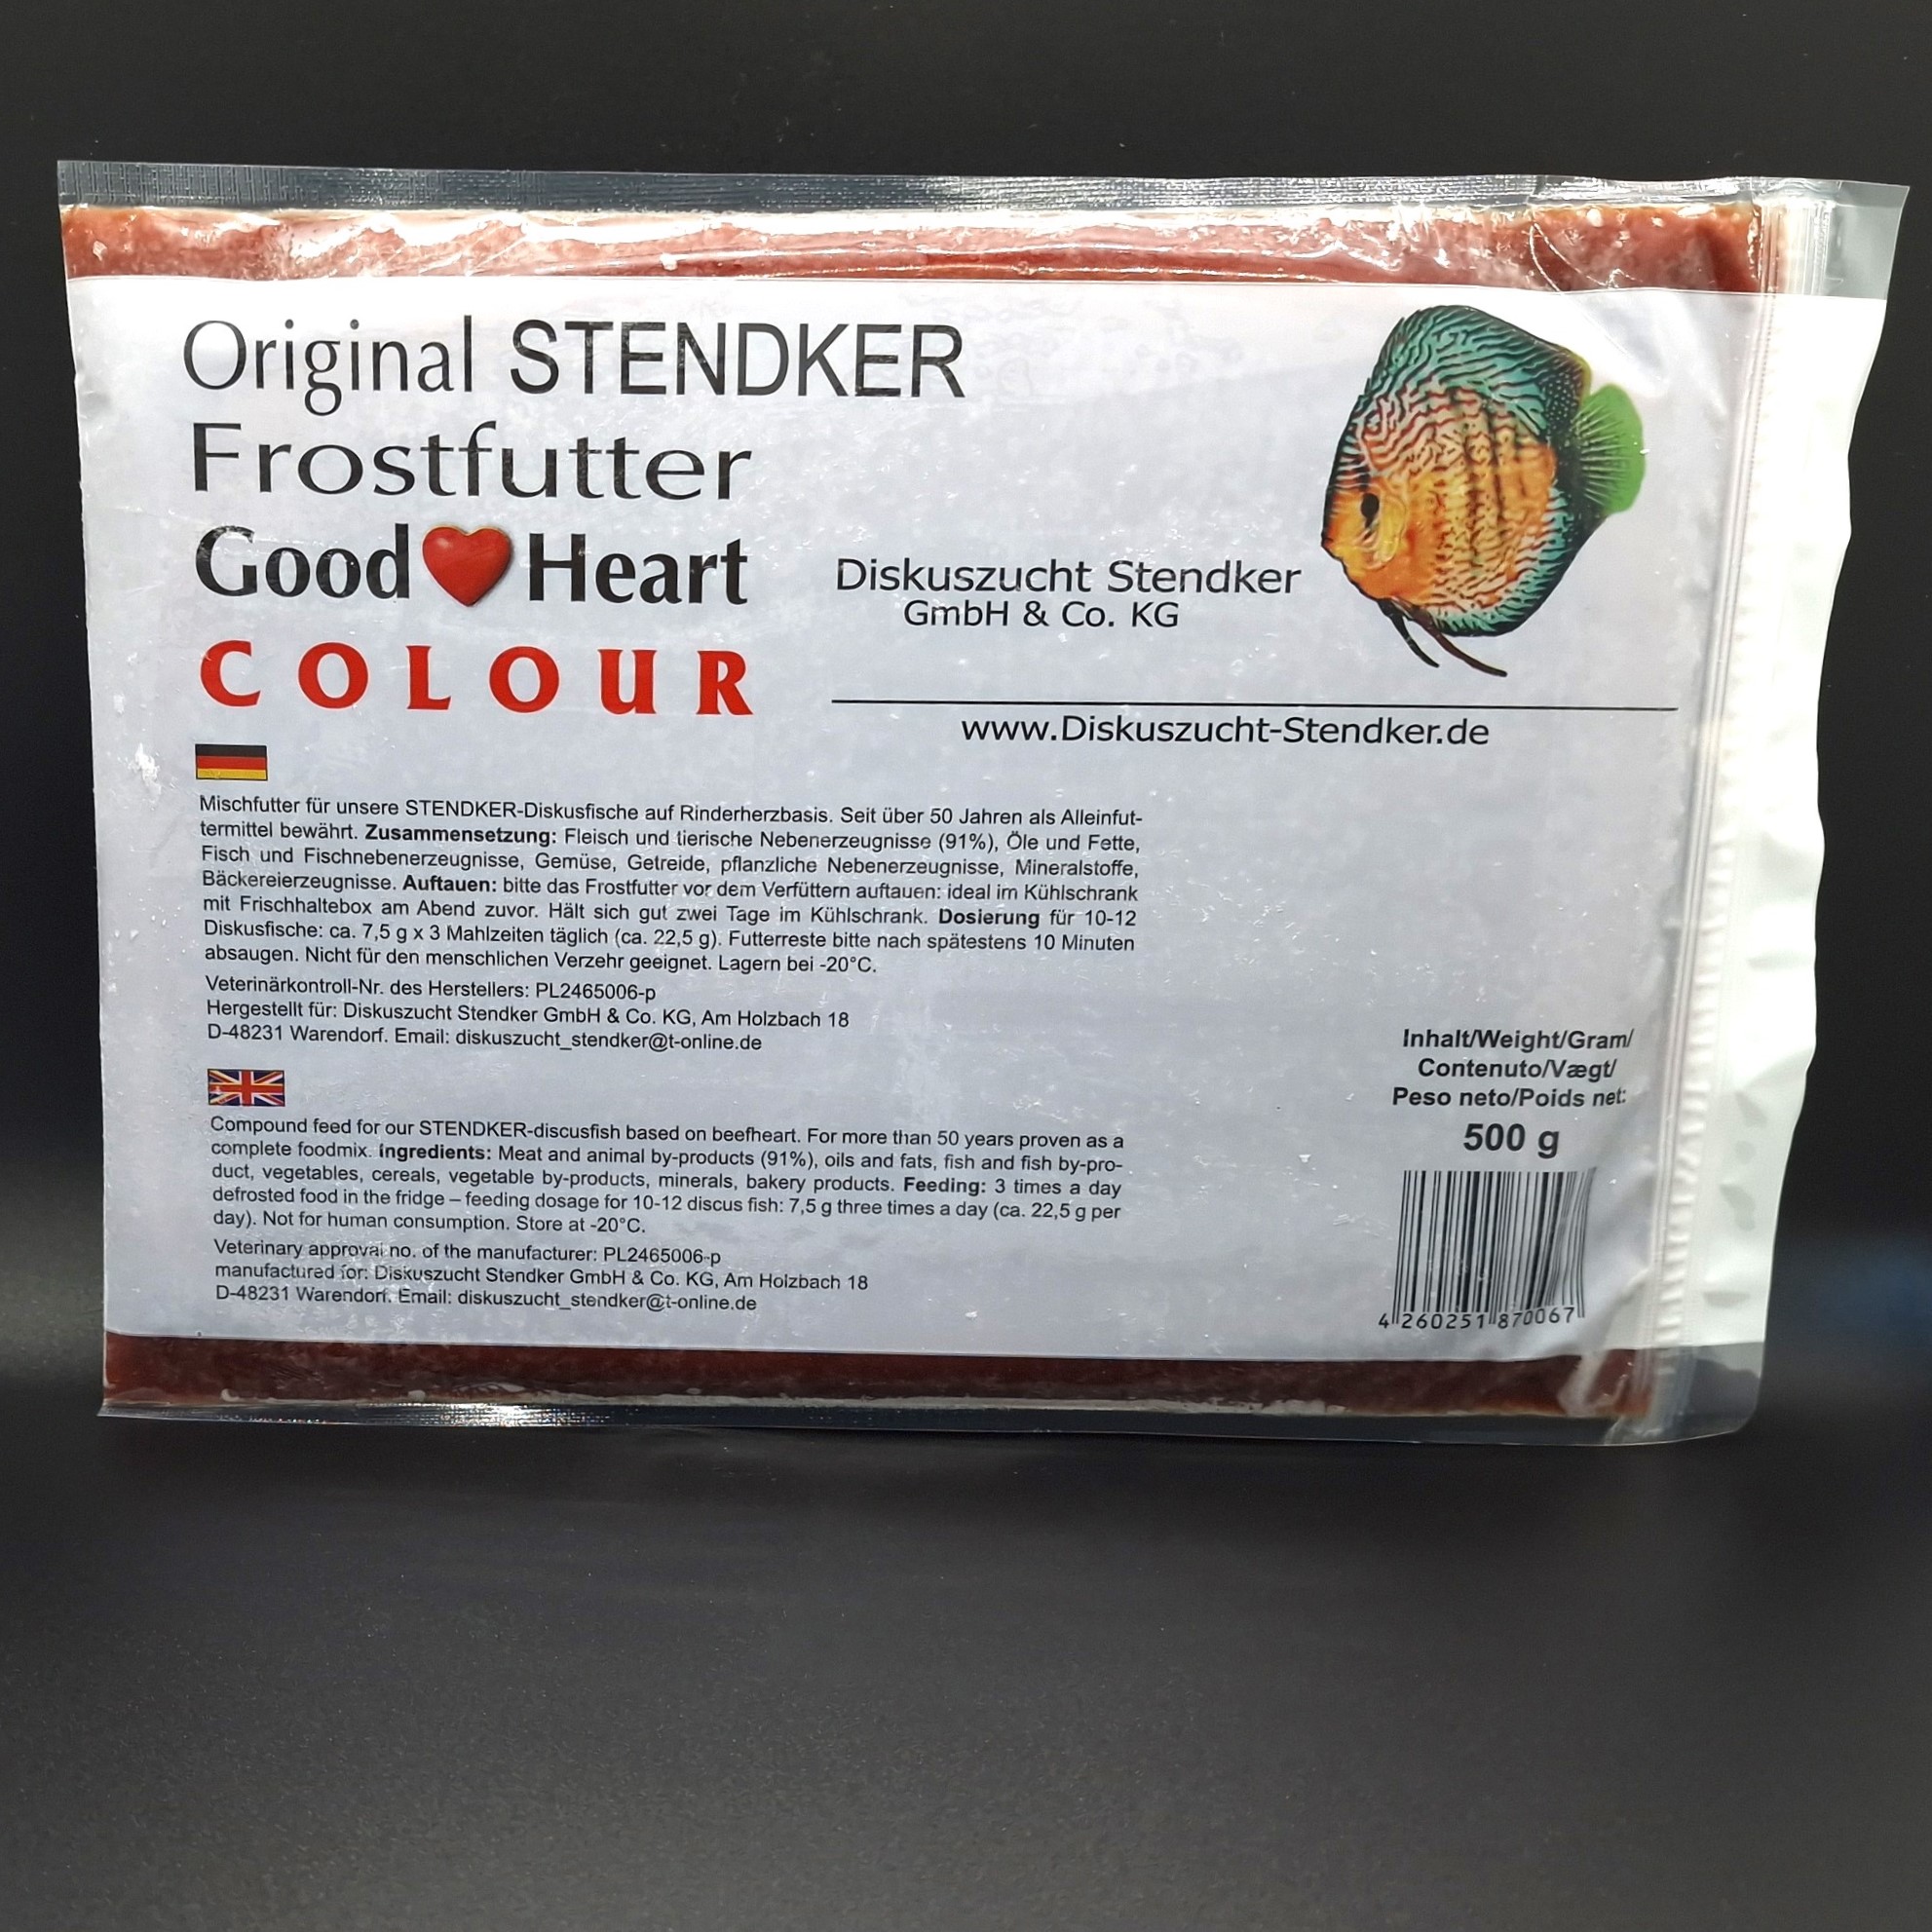 Original STENDKER
Frostfutter
Good Heart
COLOUR
Diskuszucht Stendker
GmbH & Co. KG
www.Diskuszucht-Stendker.de
Mischfutter für unsere STENDKER-Diskusfische auf Rinderherzbasis. Seit über 50 Jahren als Alleinfut-
termittel bewährt. Zusammensetzung: Fleisch und tierische Nebenerzeugnisse (91%), Öle und Fette,
Fisch und Fischnebenerzeugnisse, Gemüse, Getreide, pflanzliche Nebenerzeugnisse, Mineralstoffe,
Bäckereierzeugnisse. Auftauen: bitte das Frostfutter vor dem Verfüttern auftauen: ideal im Kühlschrank
mit Frischhaltebox am Abend zuvor. Hält sich gut zwei Tage im Kühlschrank. Dosierung für 10-12
Diskusfische: ca. 7,5 g x 3 Mahlzeiten täglich (ca. 22,5 g). Futterreste bitte nach spätestens 10 Minuten
absaugen. Nicht für den menschlichen Verzehr geeignet. Lagern bei -20°C.
Veterinärkontroll-Nr. des Herstellers: PL2465006-p
Hergestellt für: Diskuszucht Stendker GmbH & Co. KG, Am Holzbach 18
D-48231 Warendorf. Email: diskuszucht_stendker@t-online.de
Compound feed for our STENDKER-discusfish based on beefheart. For more than 50 years proven as a
complete foodmix. Ingredients: Meat and animal by-products (91%), oils and fats, fish and fish by-pro-
duct, vegetables, cereals, vegetable by-products, minerals, bakery products. Feeding: 3 times a day
defrosted food in the fridge – feeding dosage for 10-12 discus fish: 7,5 g three times a day (ca. 22,5 g per
day). Not for human consumption. Store at -20°C.
Veterinary approval no. of the manufacturer: PL2465006-p
manufactured for: Diskuszucht Stendker GmbH & Co. KG, Am Holzbach 18
D-48231 Warendorf. Email: diskuszucht_stendker@t-online.de
Inhalt/Weight/Gram/
Contenuto/Vægt/
Peso neto/Poids net:
500 g
4 260251 870067